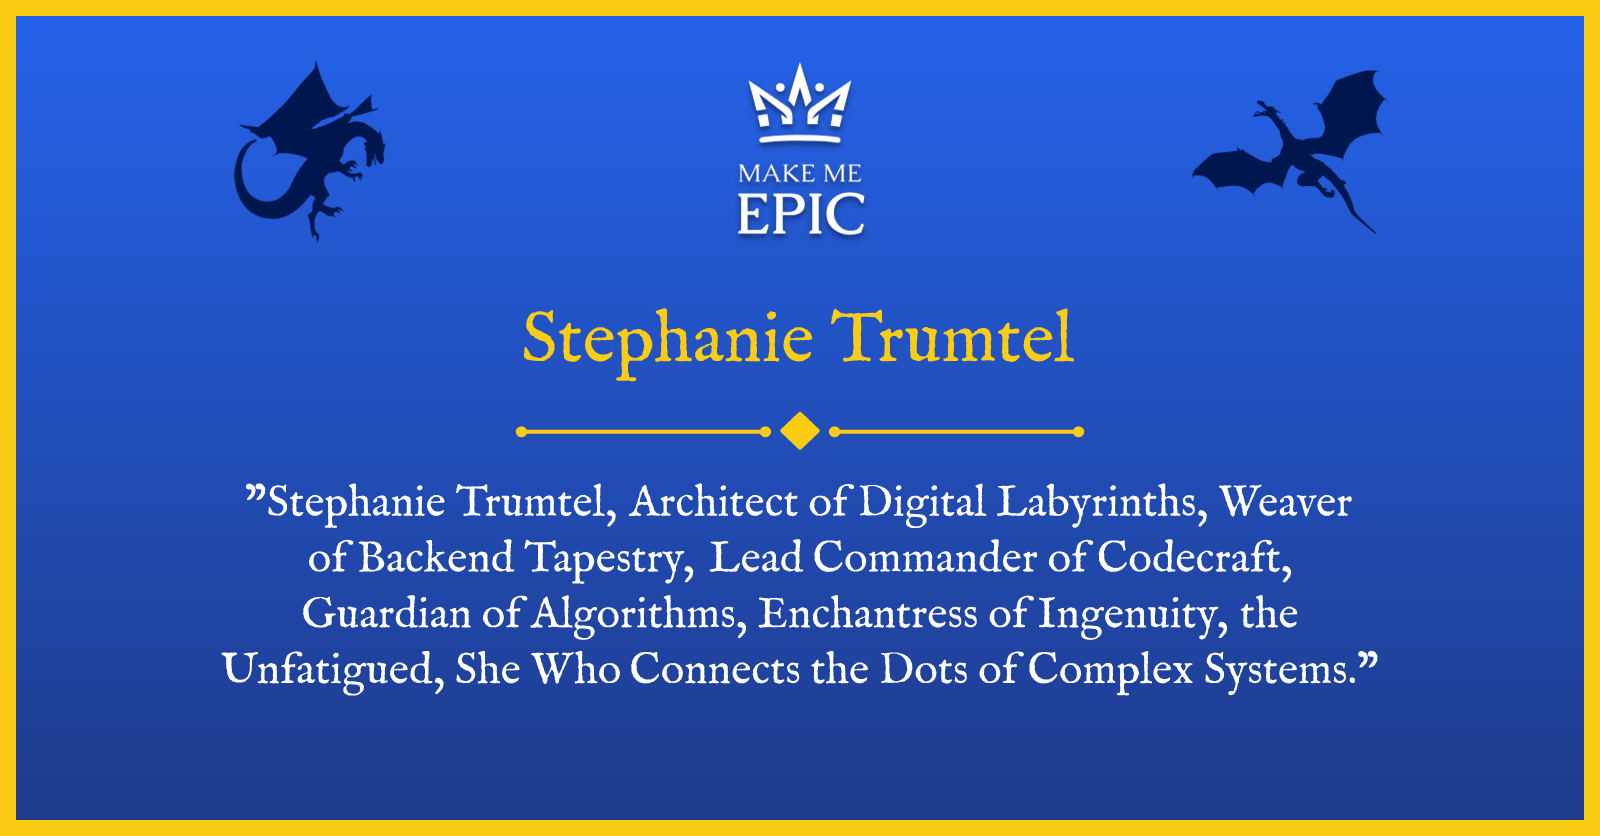 MAKE ME
EPIC
Stephanie Trumtel
”Stephanie Trumtel, Architect of Digital Labyrinths, Weaver
of Backend Tapestry, Lead Commander of Codecraft,
Guardian of Algorithms, Enchantress of Ingenuity, the
Unfatigued, She Who Connects the Dots of Complex Systems.”